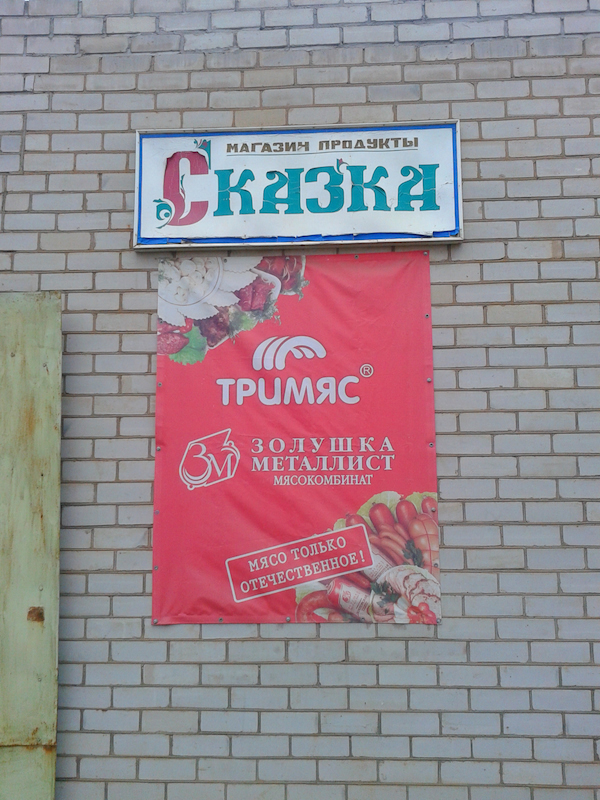 МАГАЗИН ПРОДУКТЫ
СКАЗКА
ТРИМЯС®
ЗМ
ЗОЛУШКА
МЕТАЛЛИСТ
МЯСОКОМБИНАТ
МЯСО ТОЛЬКО
ОТЕЧЕСТВЕННОЕ!